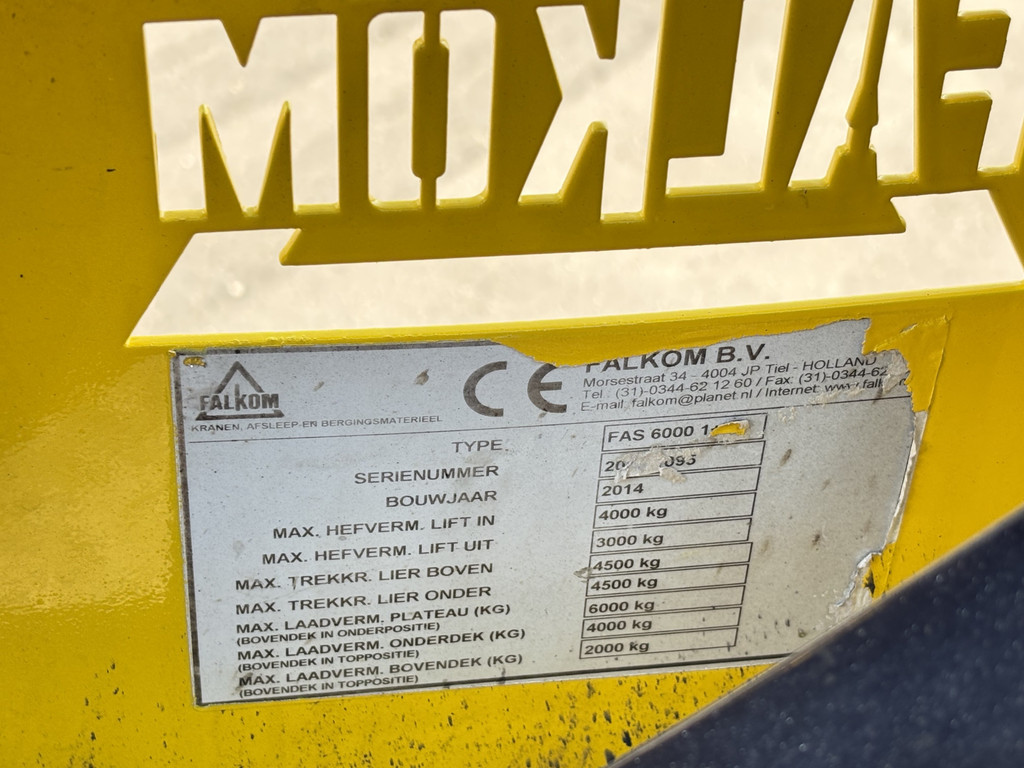 FALKOM
FALKOM
KRANEN, AFSLEEP-EN BERGINGSMATERIEEL
CE
FALKOM B.V.
Morsestraat 34 - 4004 JP Tiel - HOLLAND
Tel.: (31)-0344-62 12 60 / Fax: (31)-0344-62
E-mail: falkom@planet.nl / Internet: www.falk
TYPE FAS 6000
SERIENUMMER
BOUWJAAR 2014
MAX. HEFVERM. LIFT IN 4000 kg
MAX. HEFVERM. LIFT UIT 3000 kg
MAX. TREKKR. LIER BOVEN 4500 kg
MAX. TREKKR. LIER ONDER 4500 kg
MAX. LAADVERM. PLATEAU (KG) 6000 kg
(BOVENDEK IN ONDERPOSITIE)
MAX. LAADVERM. ONDERDEK (KG) 4000 kg
(BOVENDEK IN TOPPOSITIE)
MAX. LAADVERM. BOVENDEK (KG) 2000 kg
(BOVENDEK IN TOPPOSITIE)